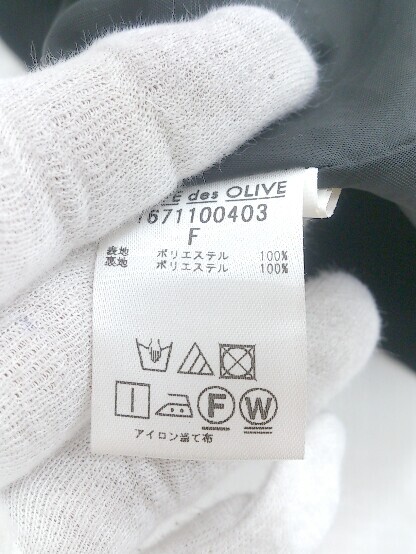 des OLIVE
671100403
F
表地 ポリエステル 100%
裏地 ポリエステル 100%
F W
アイロン当て布